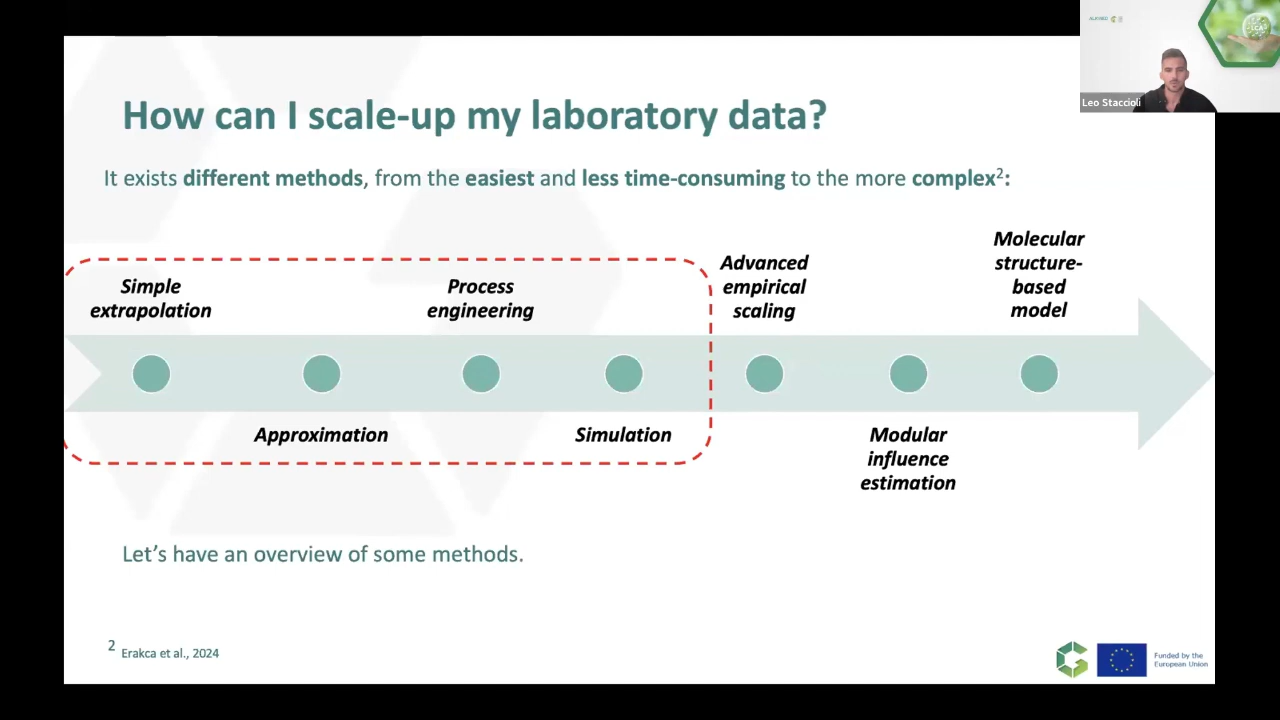 How can I scale-up my laboratory data?
Leo Staccioli
It exists different methods, from the easiest and less time-consuming to the more complex2:
Simple
extrapolation
Process
engineering
Advanced
empirical
scaling
Molecular
structure-
based
model
Approximation
Simulation
Modular
influence
estimation
Let's have an overview of some methods.
2 Erakca et al., 2024
Funded by the
European Union